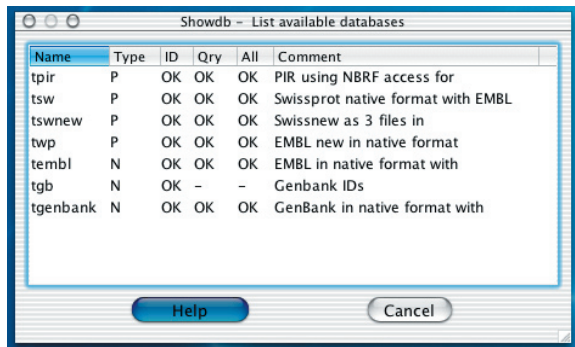 Showdb - List available databases
Name Type ID Qry All Comment
tpir P OK OK OK PIR using NBRF access for
tsw P OK OK OK Swissprot native format with EMBL
tswnew P OK OK OK Swissnew as 3 files in
twp P OK OK OK EMBL new in native format
tembl N OK OK OK EMBL in native format with
tgb N OK - - Genbank IDs
tgenbank N OK OK OK GenBank in native format with
Help Cancel